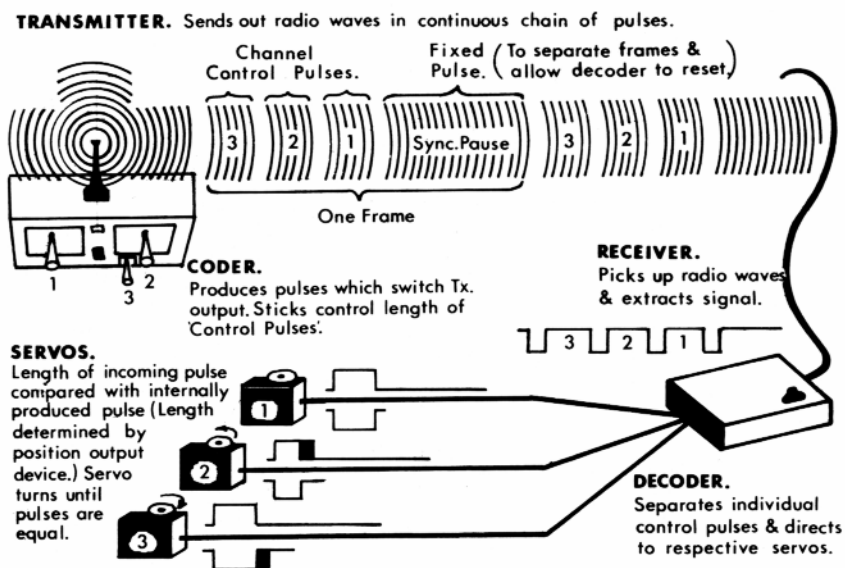 TRANSMITTER. Sends out radio waves in continuous chain of pulses.
Channel
Control Pulses.
Fixed
Pulse.
(To separate frames &
allow decoder to reset,)
3
2
1
Sync.Pause
3
2
1
One Frame
1
3
2
CODER.
Produces pulses which switch Tx.
output. Sticks control length of
'Control Pulses'.
RECEIVER.
Picks up radio waves
& extracts signal.
3
2
1
SERVOS.
Length of incoming pulse
compared with internally
produced pulse (Length
determined by
position output
device.) Servo
turns until
pulses are
equal.
1
2
3
DECODER.
Separates individual
control pulses & directs
to respective servos.